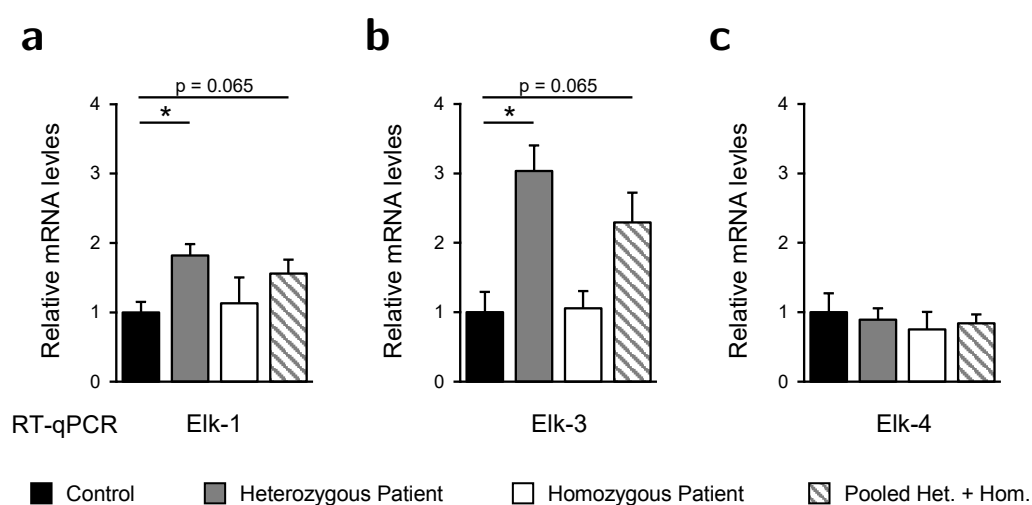 a
b
c
p = 0.065
p = 0.065
*
*
4
3
2
1
0
Relative mRNA levles
4
3
2
1
0
Relative mRNA levles
4
3
2
1
0
Relative mRNA levles
RT-qPCR
Elk-1
Elk-3
Elk-4
Control
Heterozygous Patient
Homozygous Patient
Pooled Het. + Hom.